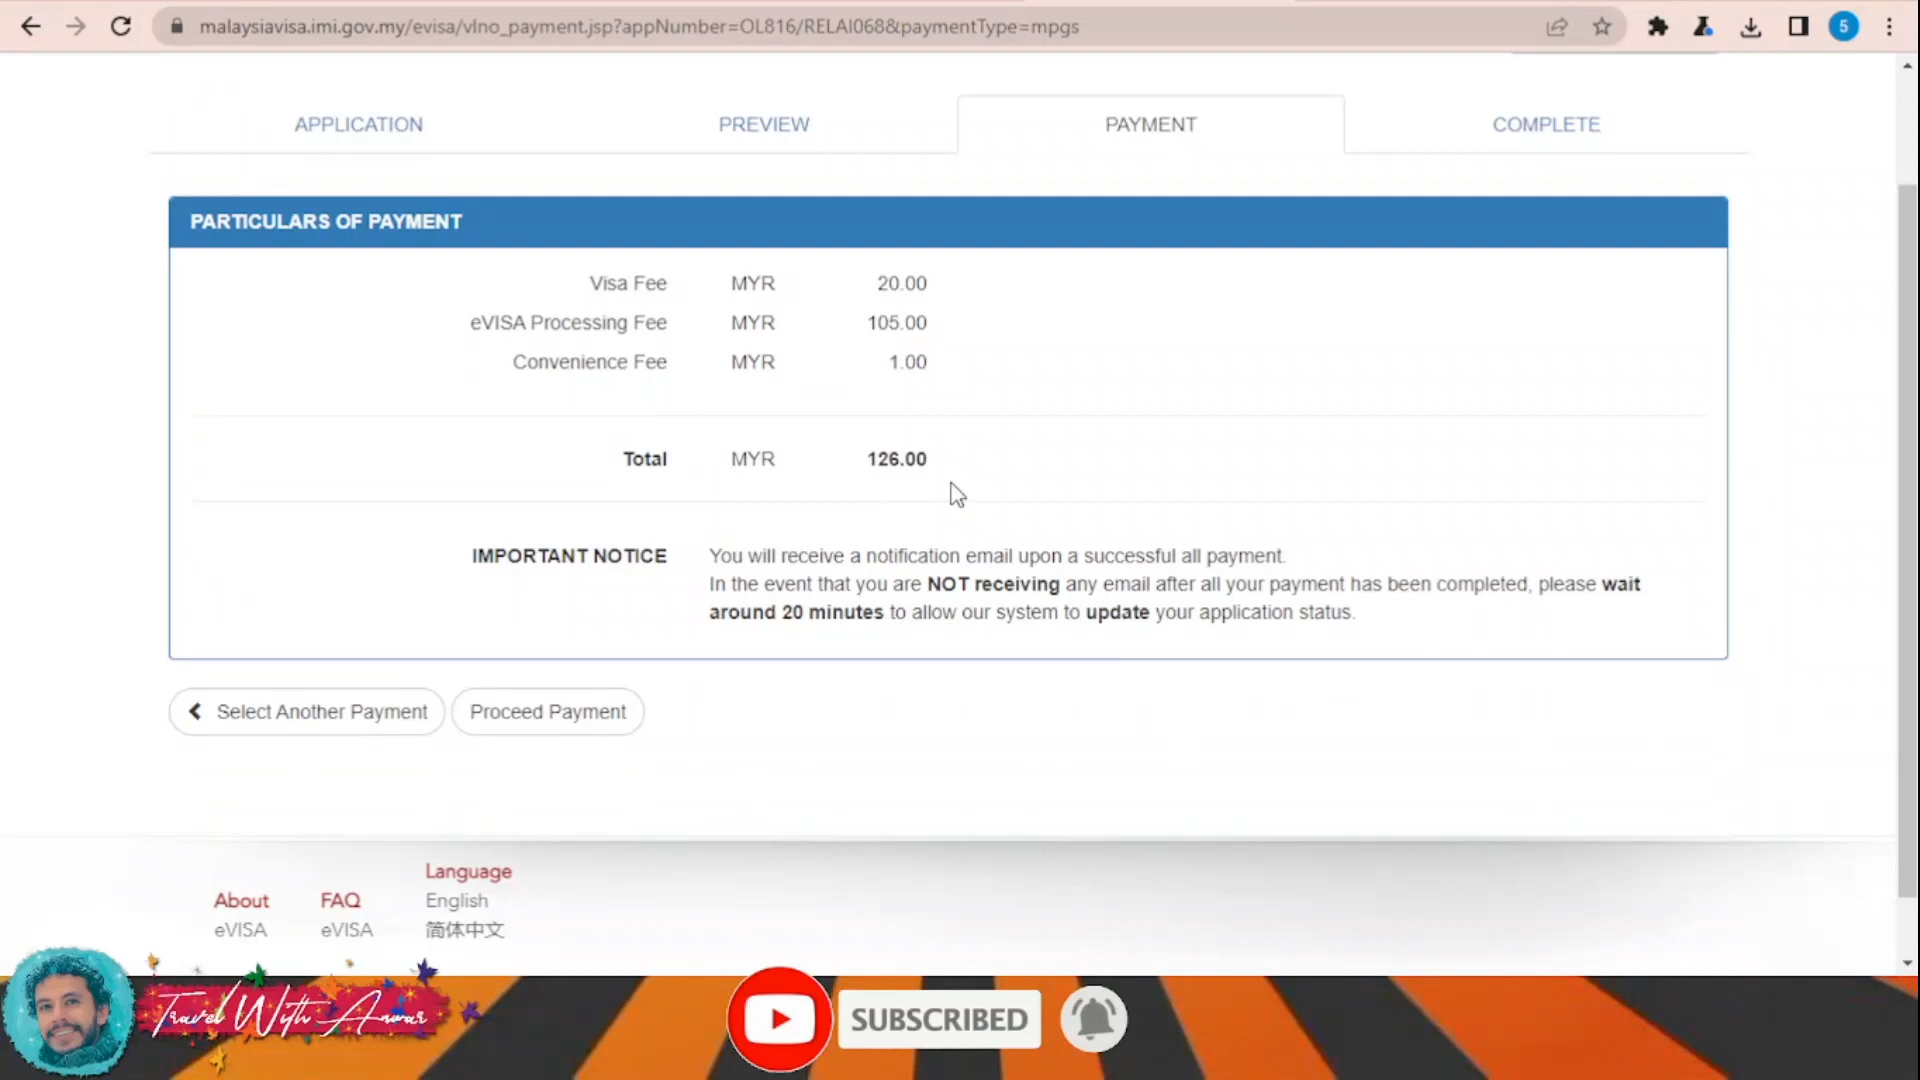 malaysiavisa.imi.gov.my/evisa/vlno_payment.jsp?appNumber=OL816/RELAI068&paymentType=mpgs
5
APPLICATION PREVIEW PAYMENT COMPLETE
PARTICULARS OF PAYMENT
Visa Fee MYR 20.00
eVISA Processing Fee MYR 105.00
Convenience Fee MYR 1.00
Total MYR 126.00
IMPORTANT NOTICE You will receive a notification email upon a successful all payment.
In the event that you are NOT receiving any email after all your payment has been completed, please wait
around 20 minutes to allow our system to update your application status.
Select Another Payment Proceed Payment
Language
About FAQ English
eVISA eVISA 简体中文
Travel With Anwar
SUBSCRIBED